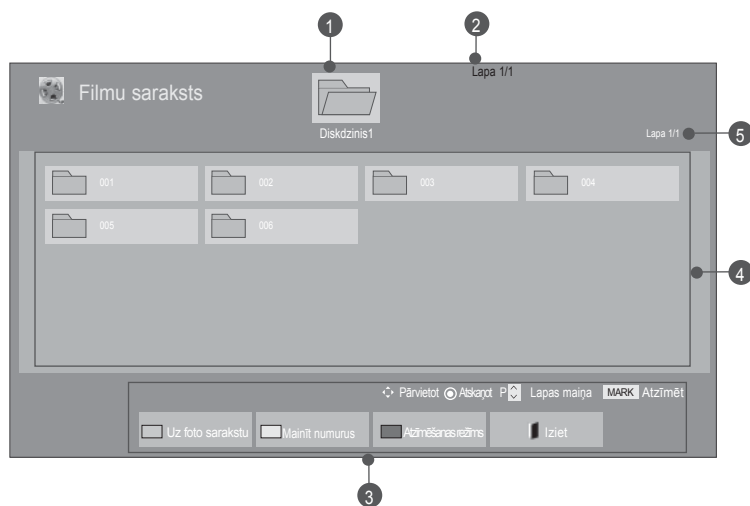 1
2
Lapa 1/1
Filmu saraksts
Diskdzinis1
Lapa 1/1
5
001 002 003 004
005 006
4
Pārvietot Atskaņot P Lapas maiņa MARK Atzīmēt
Uz foto sarakstu Mainīt numurus Atzīmēšanas režīms Iziet
3